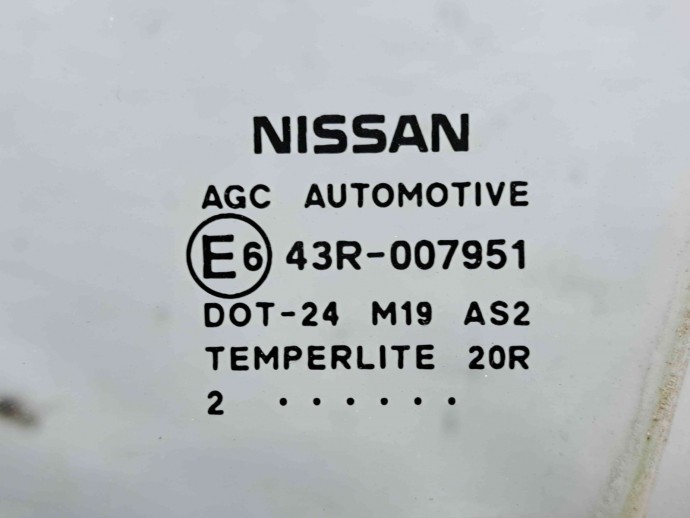 NISSAN
AGC AUTOMOTIVE
E6 43R-007951
DOT-24 M19 AS2
TEMPERLITE 20R
2 · · · · · ·